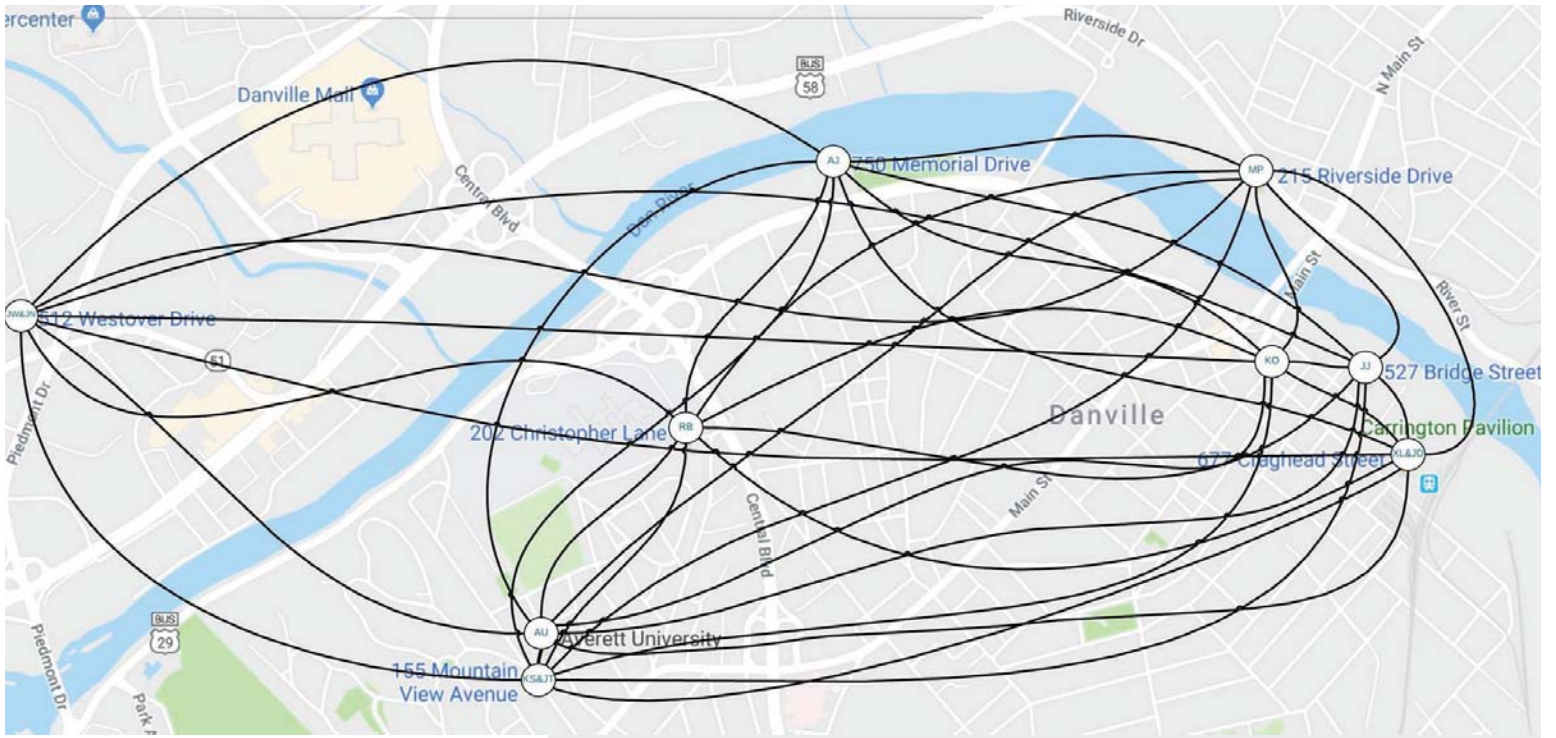 ercenter
Riverside Dr
N Main St
BUS
58
Danville Mall
Central Blvd
AJ
750 Memorial Drive
MP
215 Riverside Drive
Dan River
Main St
River St
JW&JN
512 Westover Drive
51
KO
JJ
527 Bridge Street
Piedmont Dr
RB
202 Christopher Lane
Danville
Carrington Pavilion
677 Craghead Street
KL&JD
Main St
Central Blvd
BUS
29
AU
Averett University
Piedmont Dr
155 Mountain
View Avenue
KS&JT
Park A